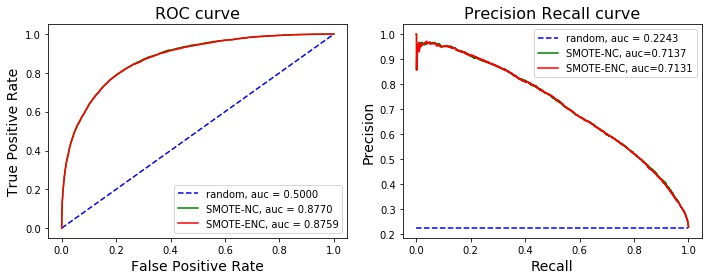 ROC curve
1.0
0.8
0.6
0.4
0.2
0.0
True Positive Rate
0.0 0.2 0.4 0.6 0.8 1.0
False Positive Rate
random, auc = 0.5000
SMOTE-NC, auc = 0.8770
SMOTE-ENC, auc = 0.8759
Precision Recall curve
1.0
0.9
0.8
0.7
0.6
0.5
0.4
0.3
0.2
Precision
0.0 0.2 0.4 0.6 0.8 1.0
Recall
random, auc = 0.2243
SMOTE-NC, auc=0.7137
SMOTE-ENC, auc=0.7131